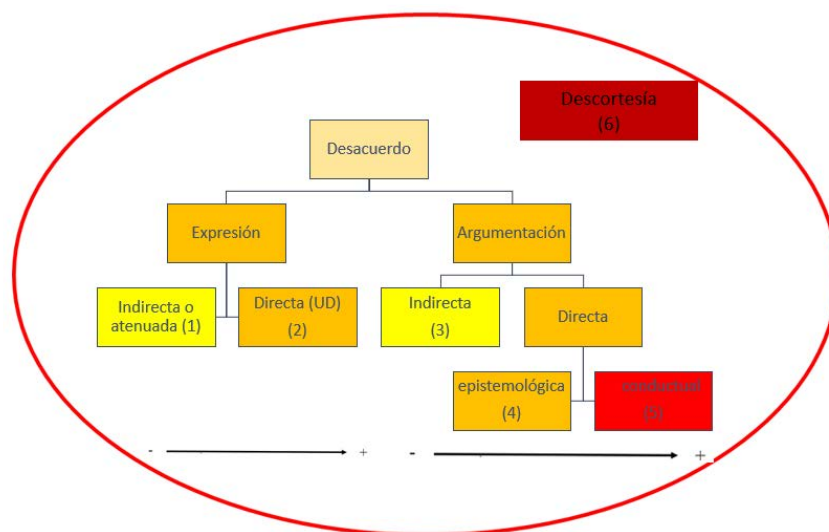 Descortesía
(6)
Desacuerdo
Expresión
Argumentación
Indirecta o
atenuada (1)
Directa (UD)
(2)
Indirecta
(3)
Directa
epistemológica
(4)
conductual
(5)
- +
- +